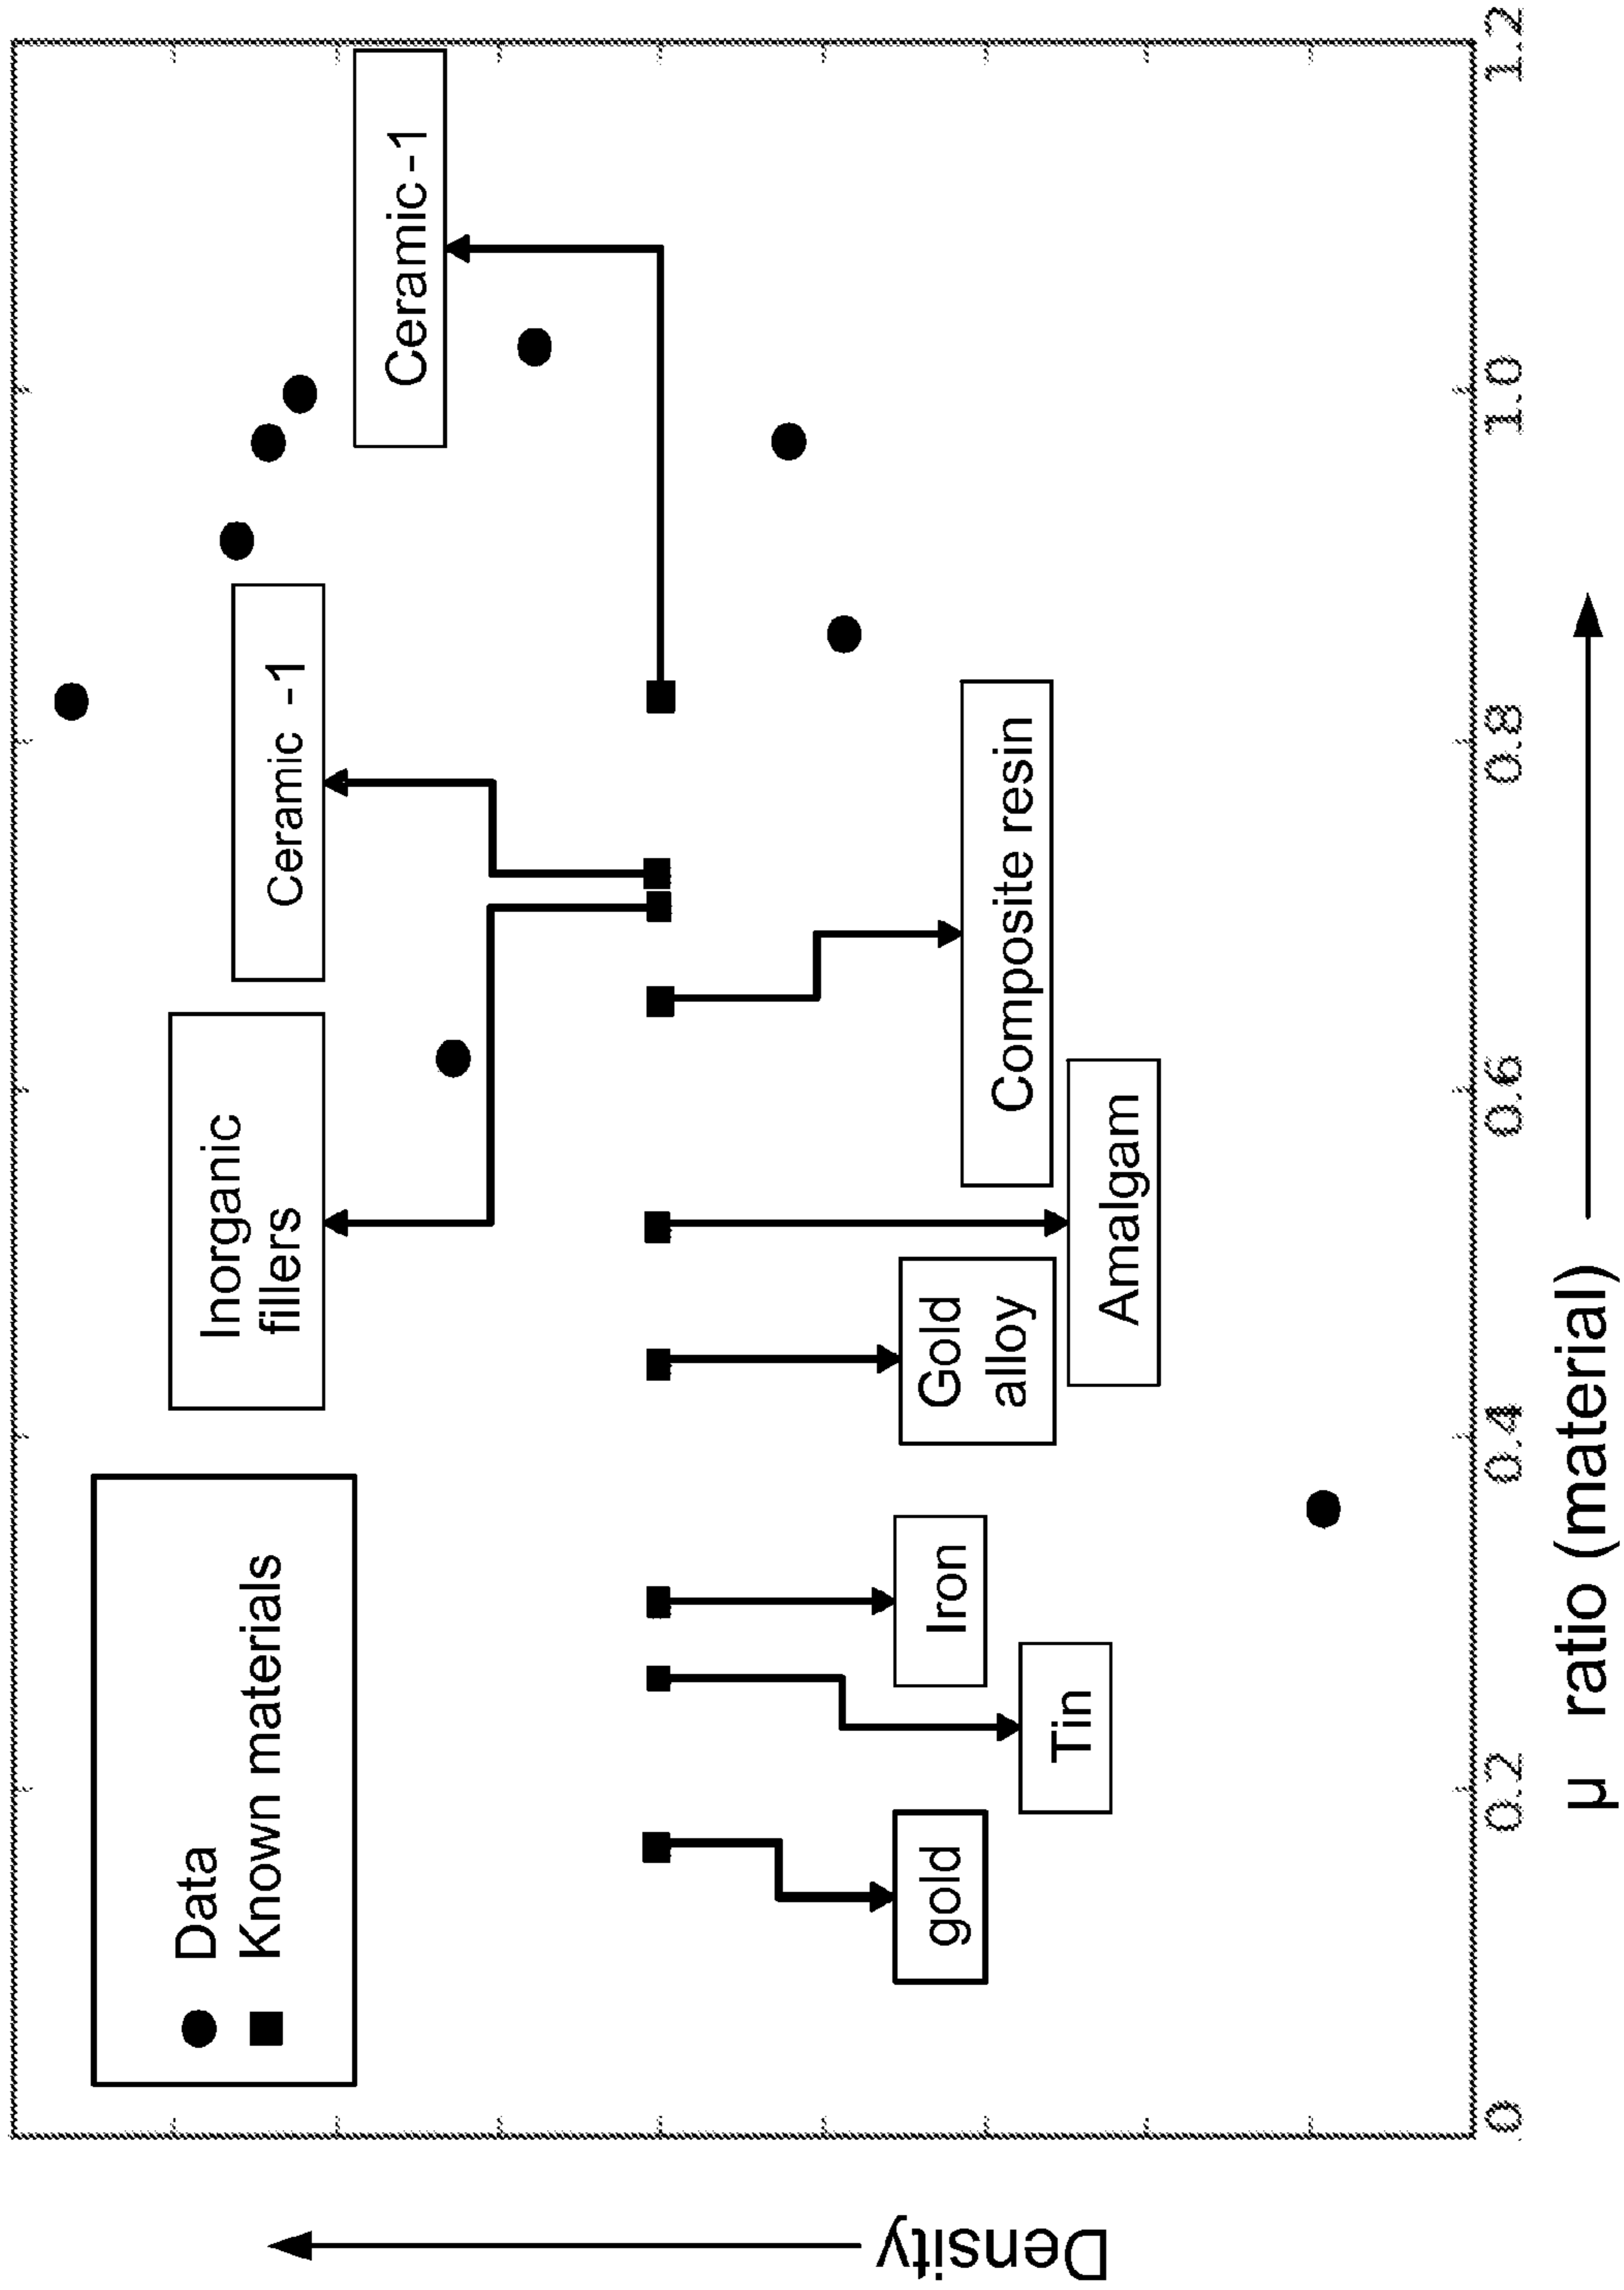 Data
Known materials
Inorganic
fillers
Ceramic -1
Ceramic-1
gold
Tin
Iron
Gold
alloy
Amalgam
Composite resin
Density
0
0.2
0.4
0.6
0.8
1.0
1.2
μ ratio (material)